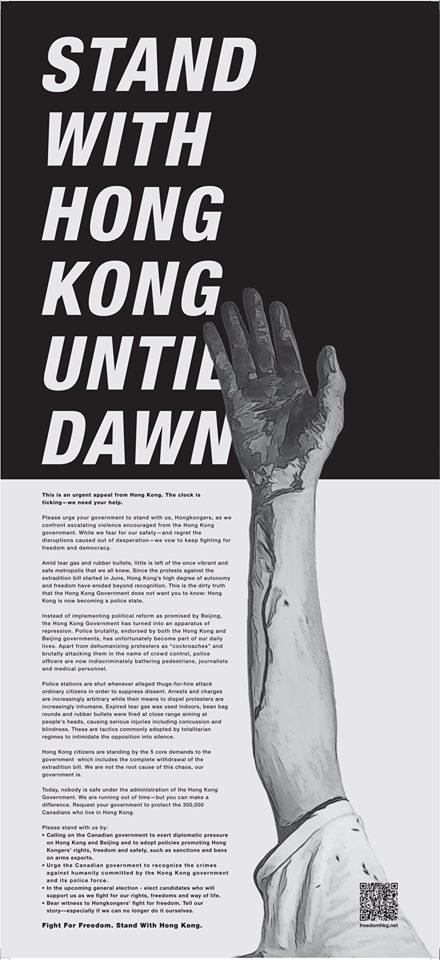 STAND
WITH
HONG
KONG
UNTIL
DAWN
This is an urgent appeal from Hong Kong. The clock is
ticking—we need your help.
Please urge your government to stand with us, Hongkongers, as we
confront escalating violence encouraged from the Hong Kong
government. While we fear for our safety—and regret the
disruptions caused out of desperation—we vow to keep fighting for
freedom and democracy.
Amid tear gas and rubber bullets, little is left of the once vibrant and
safe metropolis that we all knew. Since the protests against the
extradition bill started in June, Hong Kong's high degree of autonomy
and freedom have eroded beyond recognition. This is the dirty truth
that the Hong Kong Government does not want you to know: Hong
Kong is now becoming a police state.
Instead of implementing political reform as promised by Beijing,
the Hong Kong Government has turned into an apparatus of
repression. Police brutality, endorsed by both the Hong Kong and
Beijing governments, has unfortunately become part of our daily
lives. Apart from dehumanizing protesters as "cockroaches" and
brutally attacking them in the name of crowd control, police
officers are now indiscriminately battering pedestrians, journalists
and medical personnel.
Police stations are shut whenever alleged thugs-for-hire attack
ordinary citizens in order to suppress dissent. Arrests and charges
are increasingly arbitrary while their means to dispel protesters are
increasingly inhumane. Expired tear gas was used indoors, bean bag
rounds and rubber bullets were fired at close range aiming at
people's heads, causing serious injuries including concussion and
blindness. These are tactics commonly adopted by totalitarian
regimes to intimidate the opposition into silence.
Hong Kong citizens are standing by the 5 core demands to the
government which includes the complete withdrawal of the
extradition bill. We are not the root cause of this chaos, our
government is.
Today, nobody is safe under the administration of the Hong Kong
Government. We are running out of time—but you can make a
difference. Request your government to protect the 300,000
Canadians who live in Hong Kong.
Please stand with us by:
• Calling on the Canadian government to exert diplomatic pressure
on Hong Kong and Beijing and to adopt policies promoting Hong
Kongers' rights, freedom and safety, such as sanctions and bans
on arms exports.
• Urge the Canadian government to recognize the crimes
against humanity committed by the Hong Kong government
and its police force.
• In the upcoming general election - elect candidates who will
support us as we fight for our rights, freedoms and way of life.
• Bear witness to Hongkongers' fight for freedom. Tell our
story—especially if we can no longer do it ourselves.
Fight For Freedom. Stand With Hong Kong.
freedomhkg.net